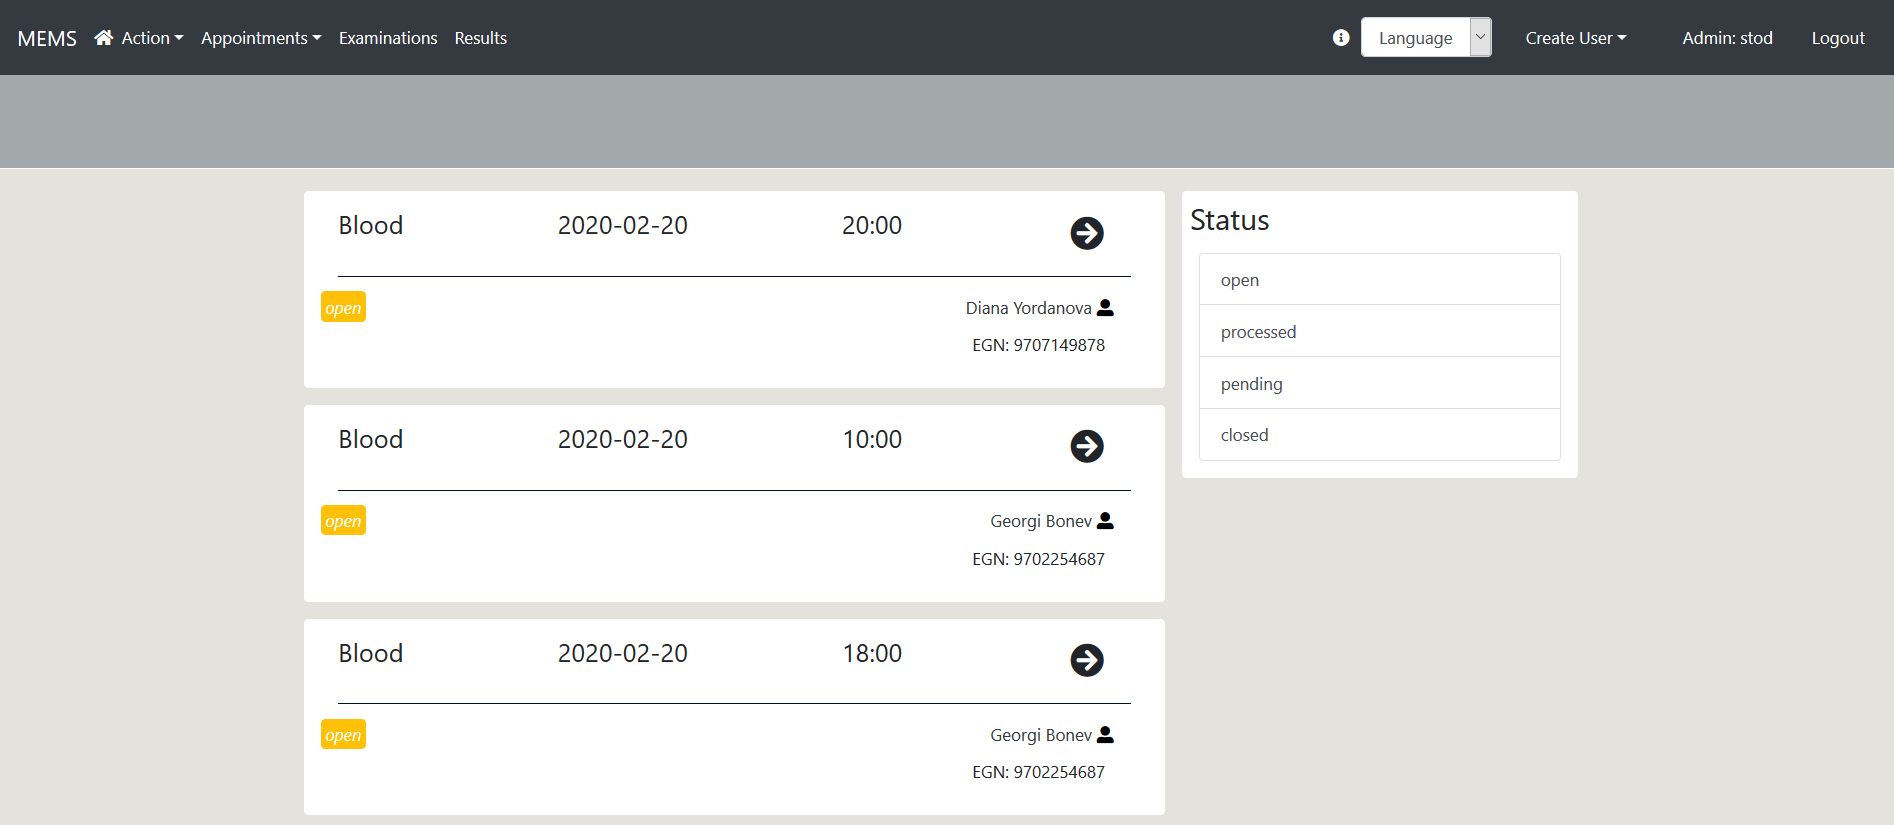 MEMS Action Appointments Examinations Results Language Create User Admin: stod Logout
Blood 2020-02-20 20:00
open Diana Yordanova
EGN: 9707149878
Blood 2020-02-20 10:00
open Georgi Bonev
EGN: 9702254687
Blood 2020-02-20 18:00
open Georgi Bonev
EGN: 9702254687
Status
open
processed
pending
closed